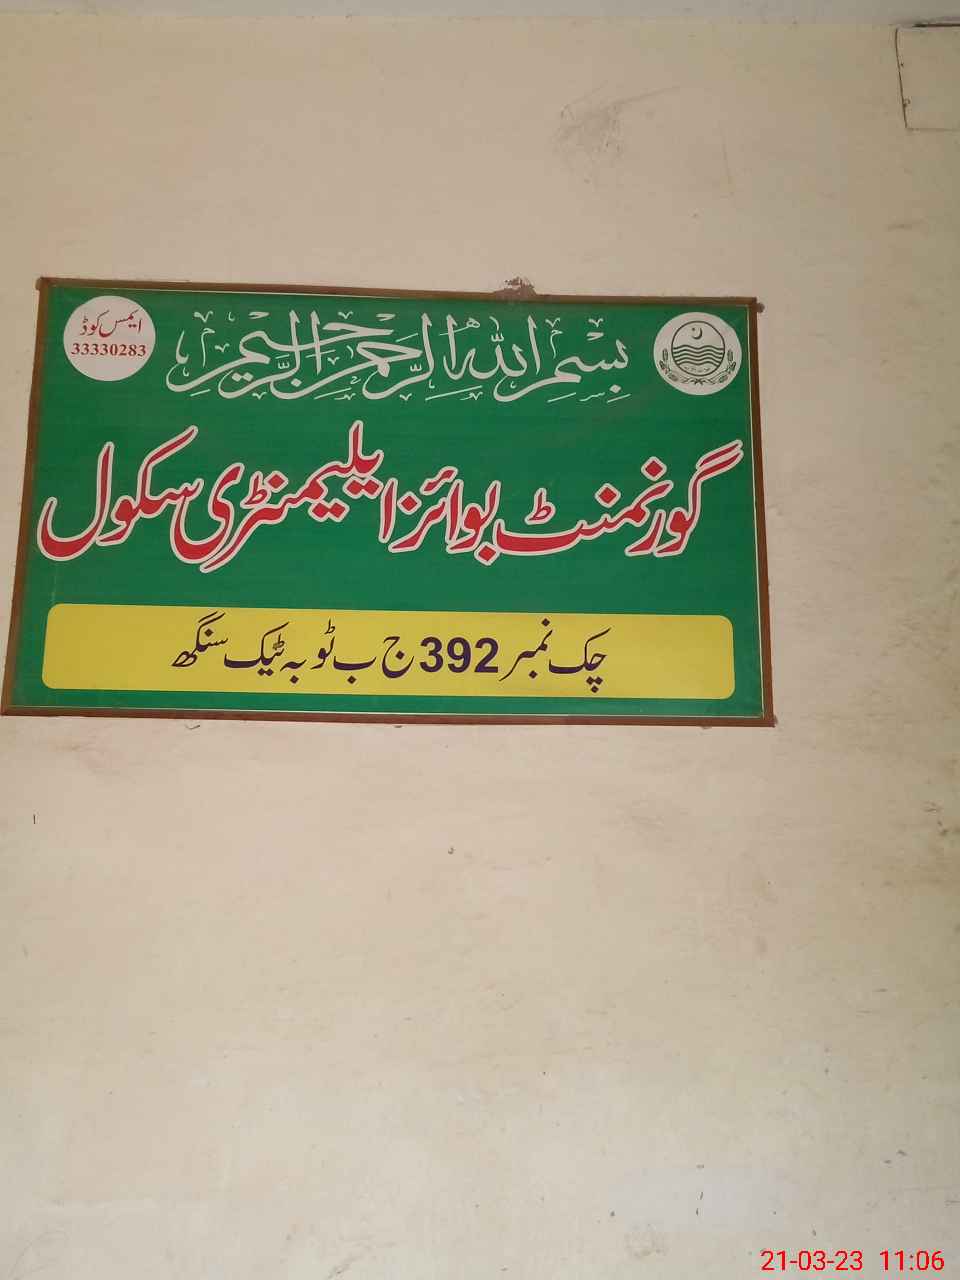 بسم اللہ الرحمن الرحیم
ایمس کوڈ
33330283
گورنمنٹ بوائز ایلیمنٹری سکول
چک نمبر 392 ج ب ٹوبہ ٹیک سنگھ
21-03-23 11:06